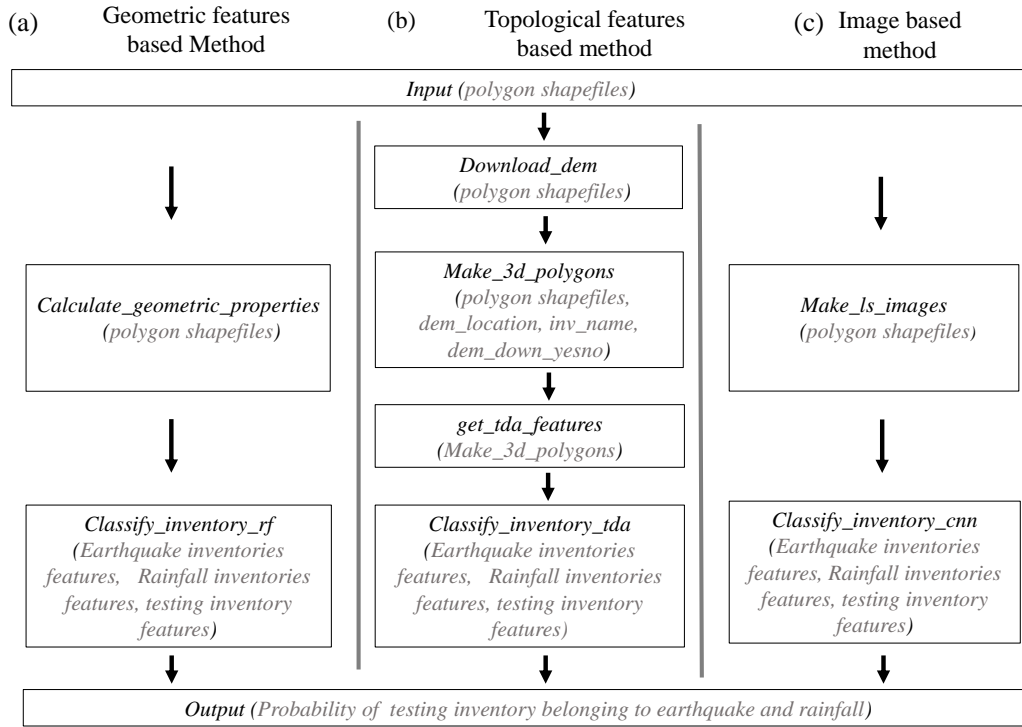 (a)
Geometric features
based Method
(b)
Topological features
based method
(c)
Image based
method
Input (polygon shapefiles)
Calculate_geometric_properties
(polygon shapefiles)
Download_dem
(polygon shapefiles)
Make_3d_polygons
(polygon shapefiles,
dem_location, inv_name,
dem_down_yesno)
get_tda_features
(Make_3d_polygons)
Make_ls_images
(polygon shapefiles)
Classify_inventory_rf
(Earthquake inventories
features, Rainfall inventories
features, testing inventory
features)
Classify_inventory_tda
(Earthquake inventories
features, Rainfall inventories
features, testing inventory
features)
Classify_inventory_cnn
(Earthquake inventories
features, Rainfall inventories
features, testing inventory
features)
Output (Probability of testing inventory belonging to earthquake and rainfall)